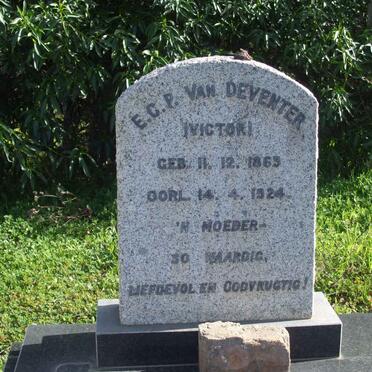 E.C.P. VAN DEVENTER
(VICTOR)
GEB. 11. 12. 1863
OORL. 14. 4. 1924.
'N MOEDER-
SO WAARDIG,
LIEFDEVOL EN GODVRUGTIG!